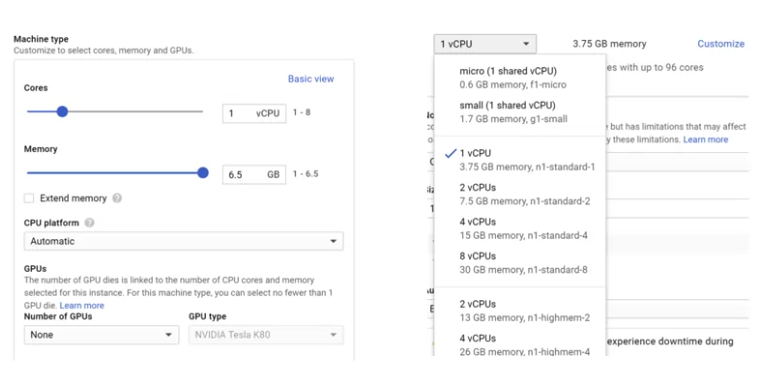 Machine type
Customize to select cores, memory and GPUs.
Basic view
Cores
1 vCPU 1 - 8
Memory
6.5 GB 1 - 6.5
Extend memory
CPU platform
Automatic
GPUs
The number of GPU dies is linked to the number of CPU cores and memory
selected for this instance. For this machine type, you can select no fewer than 1
GPU die. Learn more
Number of GPUs GPU type
None NVIDIA Tesla K80
1 vCPU 3.75 GB memory Customize
micro (1 shared vCPU)
0.6 GB memory, f1-micro
es with up to 96 cores
small (1 shared vCPU)
1.7 GB memory, g1-small
but has limitations that may affect
these limitations. Learn more
1 vCPU
3.75 GB memory, n1-standard-1
2 vCPUs
7.5 GB memory, n1-standard-2
4 vCPUs
15 GB memory, n1-standard-4
8 vCPUs
30 GB memory, n1-standard-8
2 vCPUs
13 GB memory, n1-highmem-2
4 vCPUs
26 GB memory, n1-highmem-4
experience downtime during